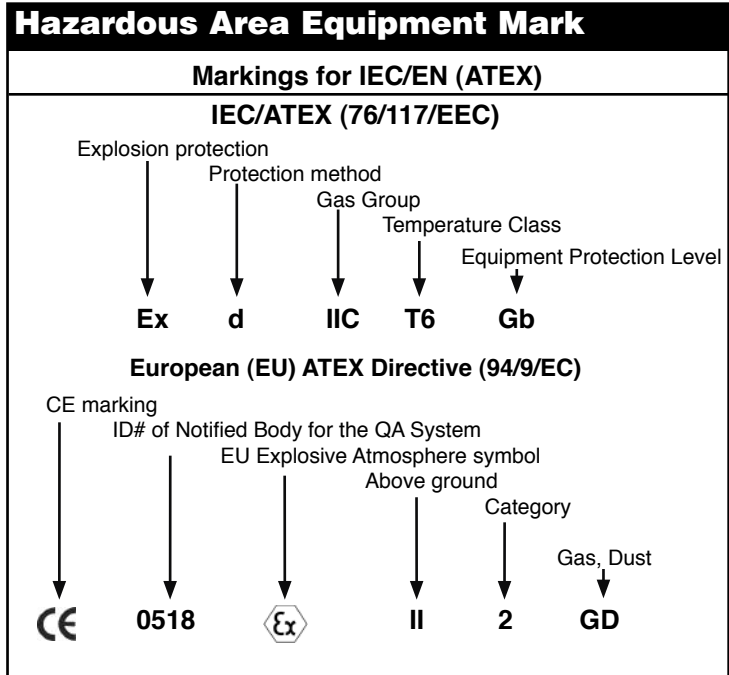 Hazardous Area Equipment Mark
Markings for IEC/EN (ATEX)
IEC/ATEX (76/117/EEC)
Explosion protection
Protection method
Gas Group
Temperature Class
Equipment Protection Level
Ex d IIC T6 Gb
European (EU) ATEX Directive (94/9/EC)
CE marking
ID# of Notified Body for the QA System
EU Explosive Atmosphere symbol
Above ground
Category
Gas, Dust
CE 0518 Ex II 2 GD